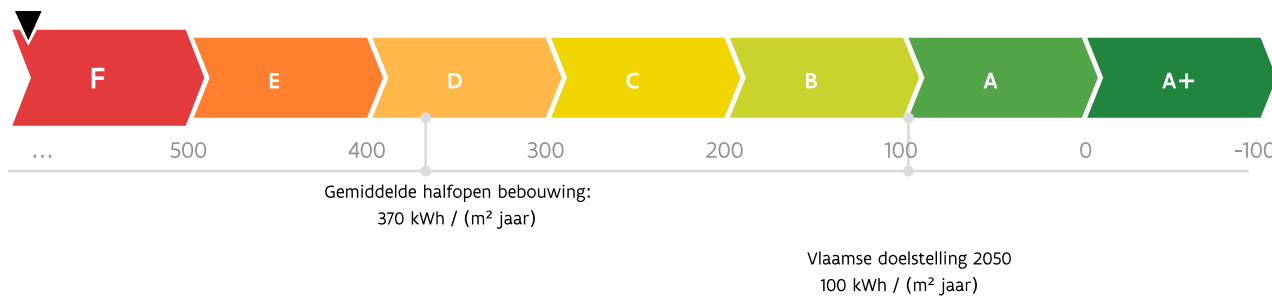 F E D C B A A+
... 500 400 300 200 100 0 -100
Gemiddelde halfopen bebouwing:
370 kWh / (m² jaar)
Vlaamse doelstelling 2050
100 kWh / (m² jaar)